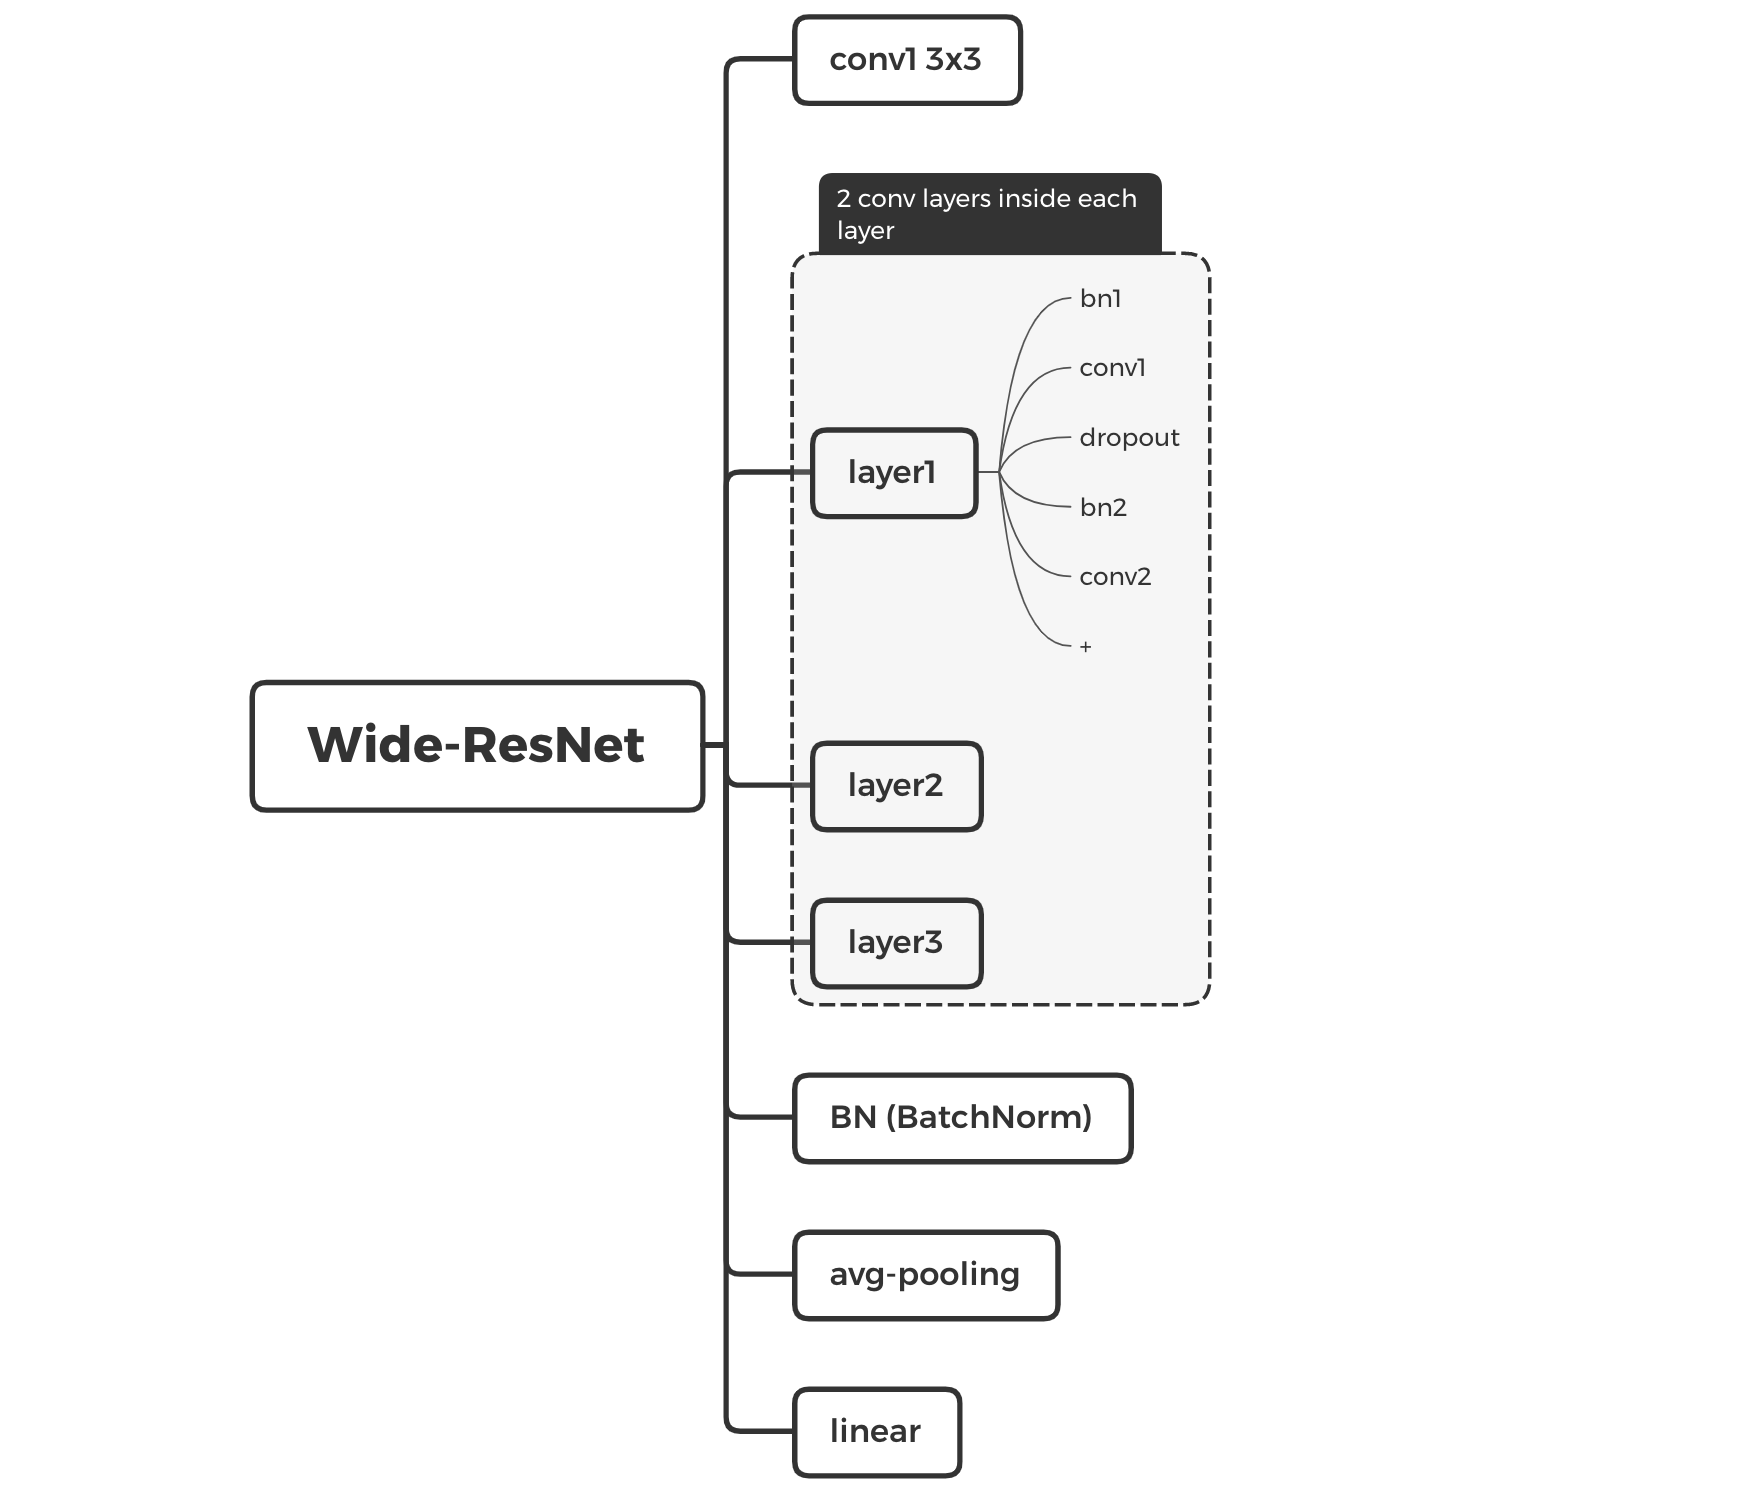 conv1 3x3
2 conv layers inside each
layer
bn1
conv1
dropout
layer1
bn2
conv2
+
Wide-ResNet
layer2
layer3
BN (BatchNorm)
avg-pooling
linear